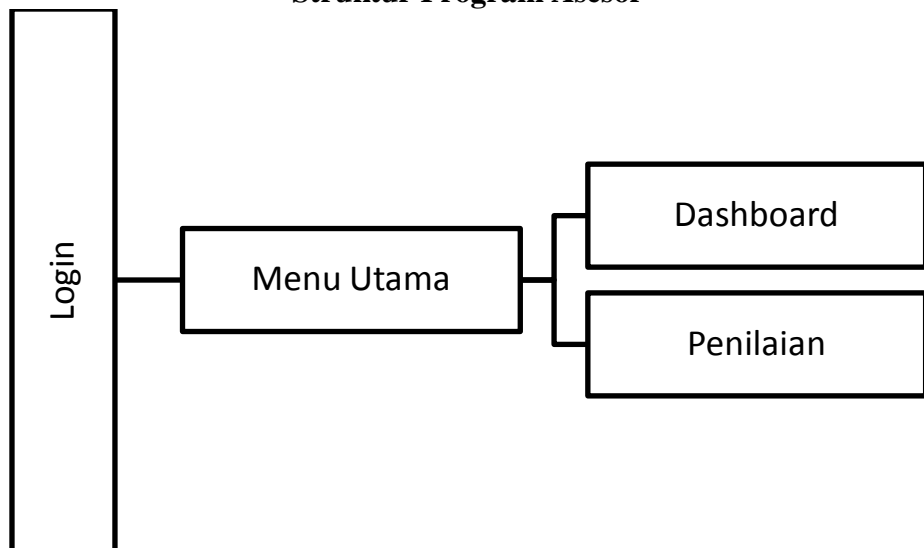 Struktur Program Asesor
Login
Menu Utama
Dashboard
Penilaian